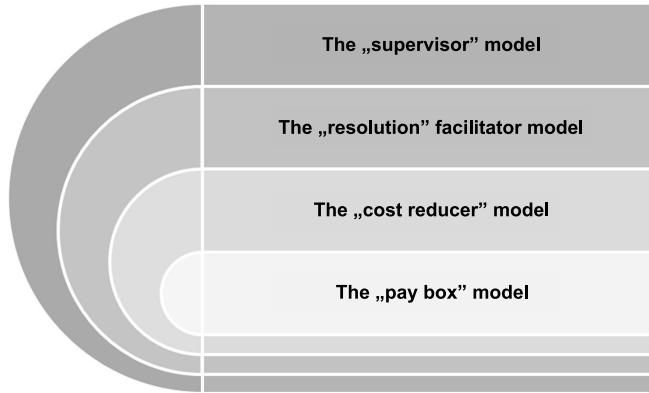 The „supervisor” model
The „resolution” facilitator model
The „cost reducer” model
The „pay box” model